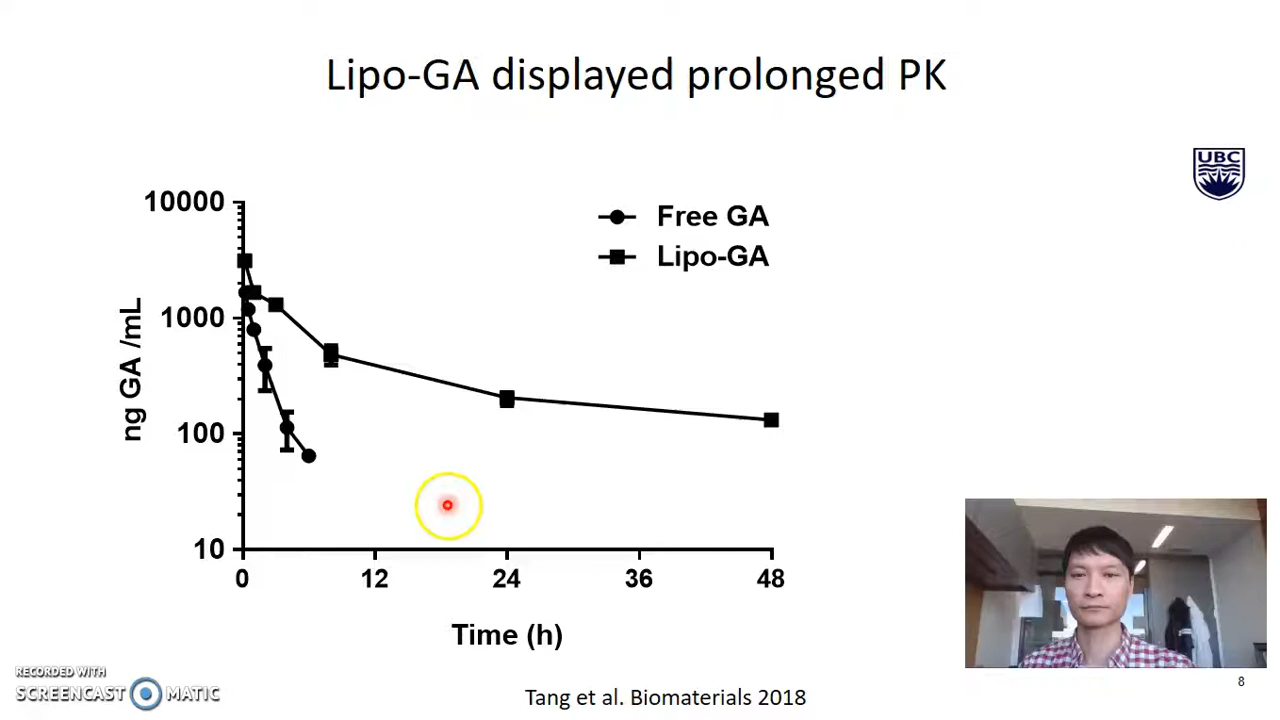 Lipo-GA displayed prolonged PK
UBC
10000
1000
100
10
ng GA /mL
Free GA
Lipo-GA
0 12 24 36 48
Time (h)
RECORDED WITH
SCREENCAST MATIC
Tang et al. Biomaterials 2018
8